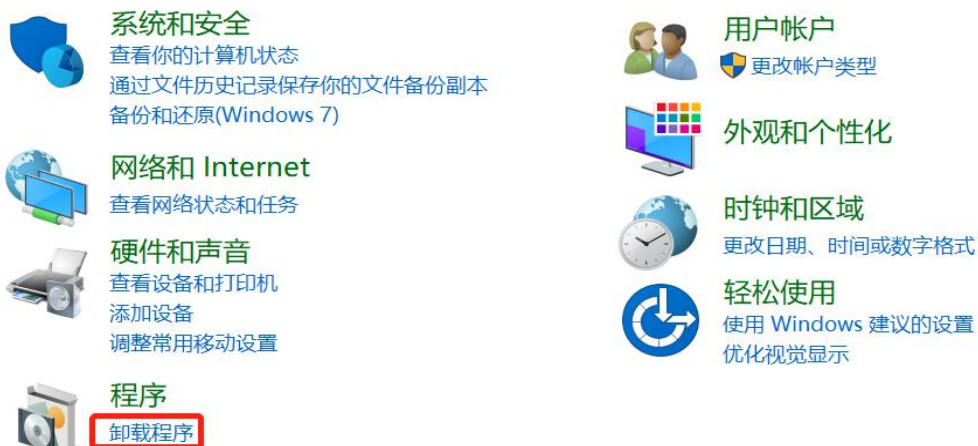 系统和安全
查看你的计算机状态
通过文件历史记录保存你的文件备份副本
备份和还原(Windows 7)
网络和 Internet
查看网络状态和任务
硬件和声音
查看设备和打印机
添加设备
调整常用移动设置
程序
卸载程序
用户帐户
更改帐户类型
外观和个性化
时钟和区域
更改日期、时间或数字格式
轻松使用
使用 Windows 建议的设置
优化视觉显示